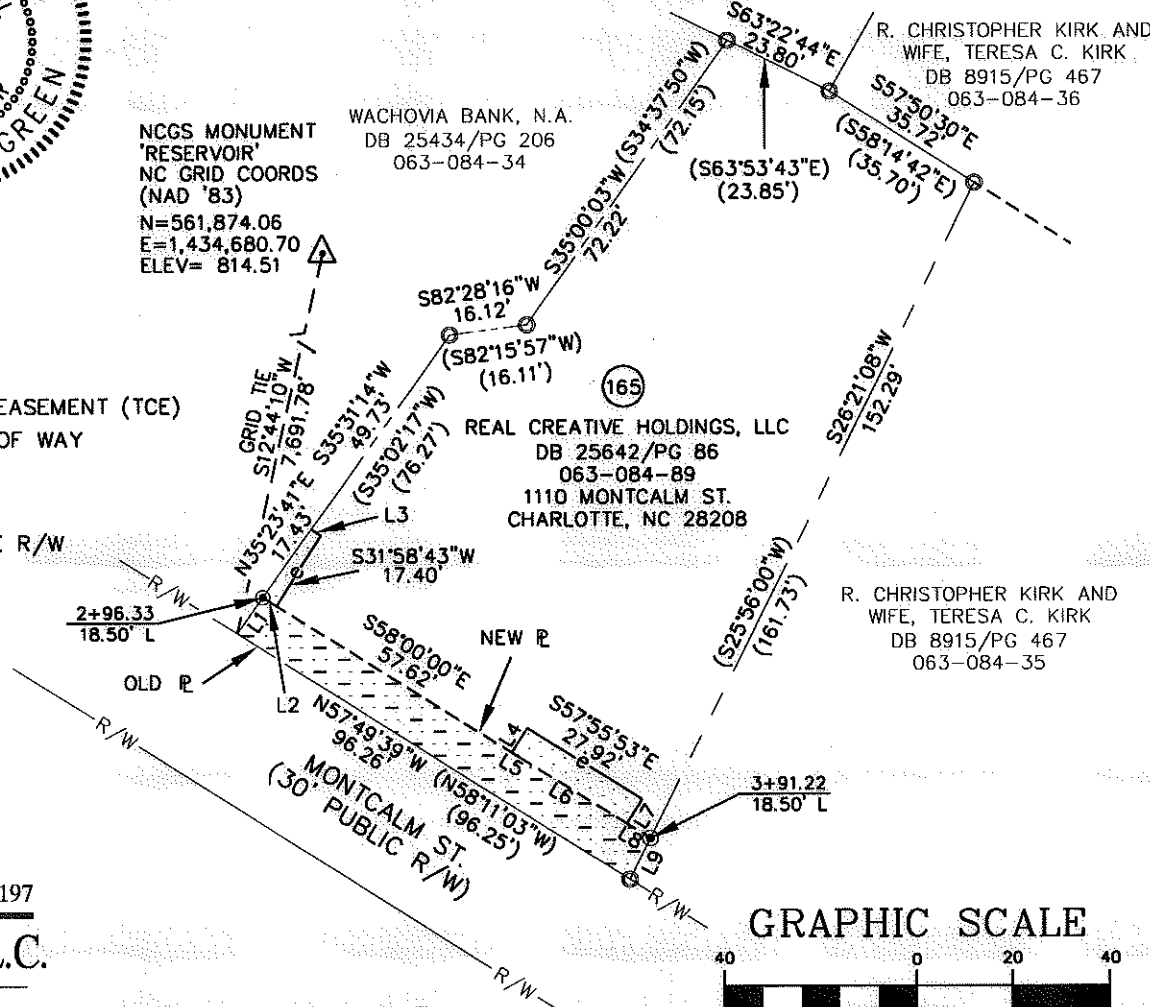 GREEN
NCGS MONUMENT
'RESERVOIR'
NC GRID COORDS
(NAD '83)
N=561,874.06
E=1,434,680.70
ELEV= 814.51
WACHOVIA BANK, N.A.
DB 25434/PG 206
063-084-34
S63°22'44"E
23.80'
(S63°53'43"E)
(23.85')
R. CHRISTOPHER KIRK AND
WIFE, TERESA C. KIRK
DB 8915/PG 467
063-084-36
S57°50'30"E
35.72'
(S58°14'42"E)
(35.70')
(S34°37'50"W)
(72.15')
S35°00'03"W
72.22'
S82°28'16"W
16.12'
(S82°15'57"W)
(16.11')
GRID TIE
S12°44'10"W
7,691.78'
S35°31'14"W
49.73'
(S35°02'17"W)
(76.27')
N35°23'41"E
17.43'
L3
S31°58'43"W
17.40'
e
165
REAL CREATIVE HOLDINGS, LLC
DB 25642/PG 86
063-084-89
1110 MONTCALM ST.
CHARLOTTE, NC 28208
S26°21'08"W
152.29'
(S25°56'00"W)
(161.73')
R. CHRISTOPHER KIRK AND
WIFE, TERESA C. KIRK
DB 8915/PG 467
063-084-35
EASEMENT (TCE)
OF WAY
E R/W
R/W
2+96.33
18.50' L
L1
L2
OLD PL
S58°00'00"E
57.62'
NEW PL
L4
L5
L6
S57°55'53"E
27.92'
e
L7
L8
L9
3+91.22
18.50' L
N57°49'39"W
96.26'
(N58°11'03"W)
(96.25')
MONTCALM ST.
(30' PUBLIC R/W)
R/W
R/W
R/W
197
L.C.
GRAPHIC SCALE
40 0 20 40